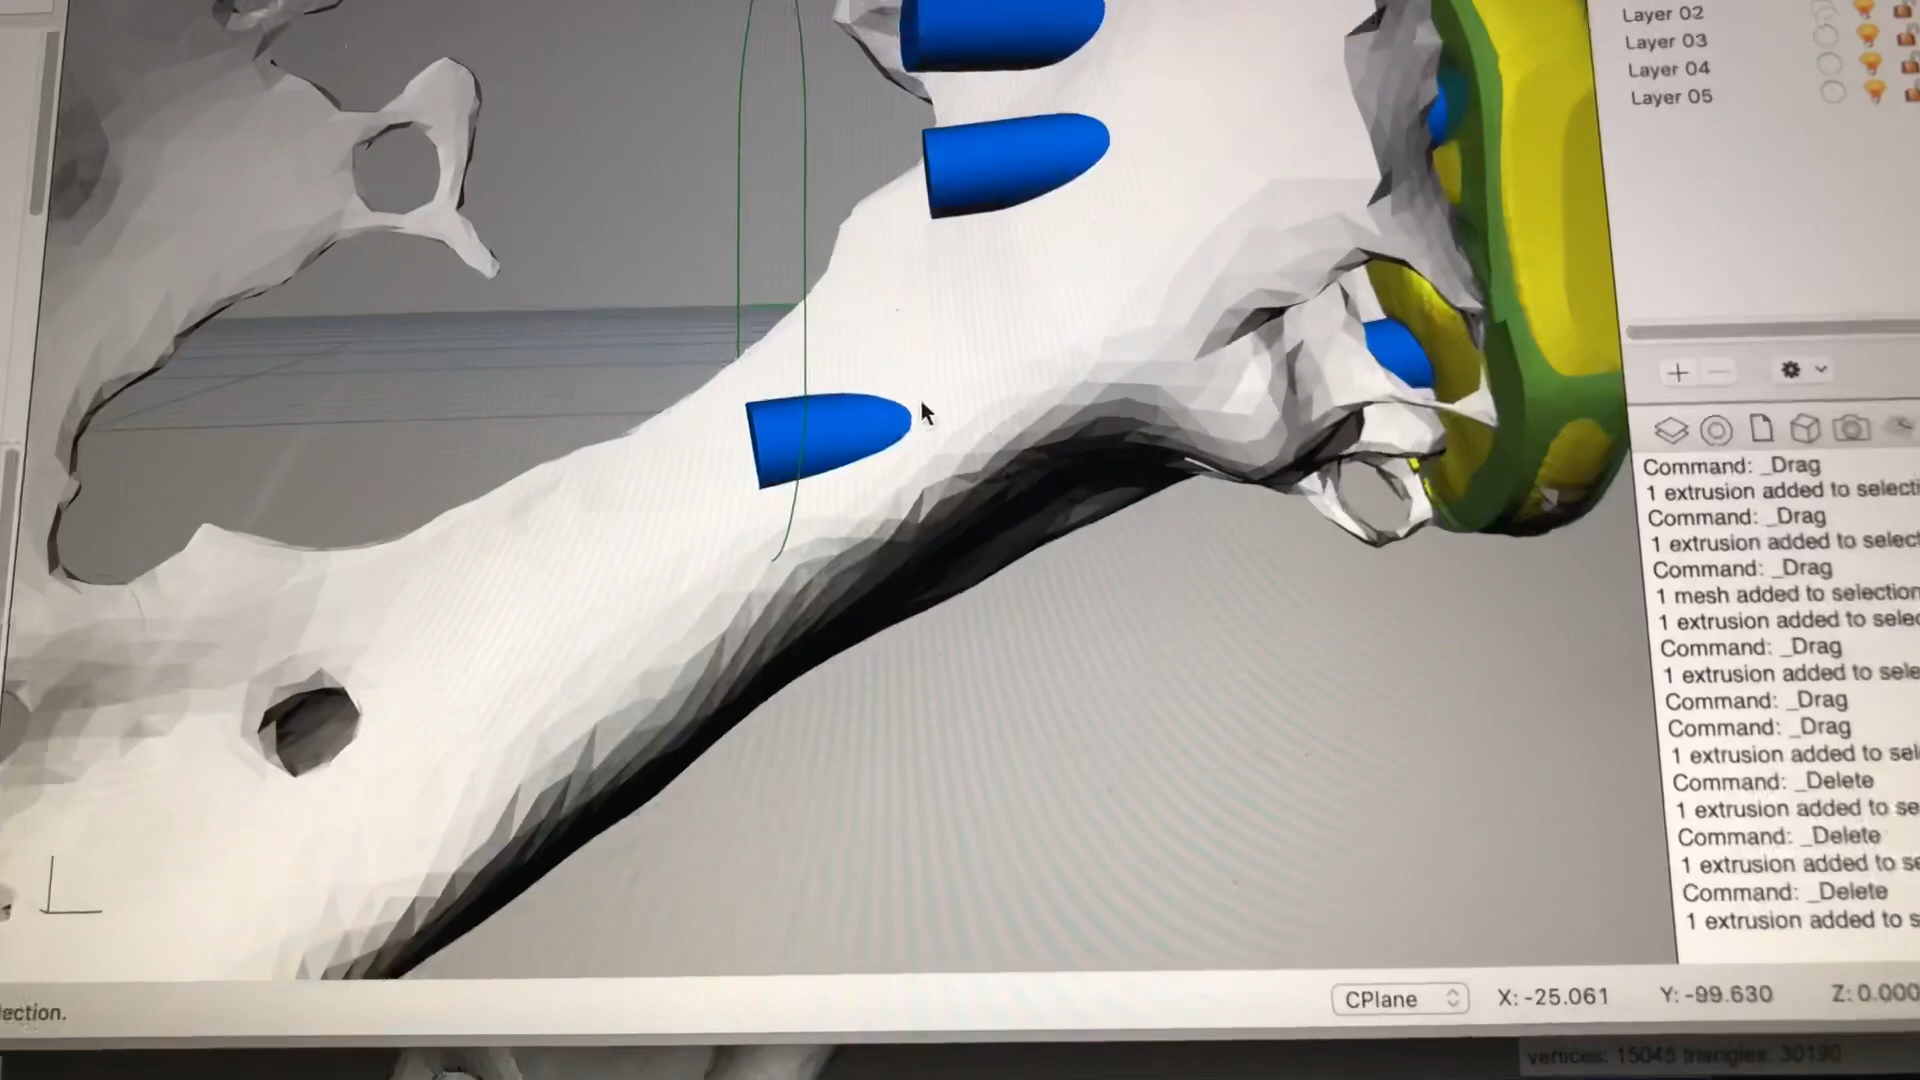 Layer 02
Layer 03
Layer 04
Layer 05
Command: _Drag
1 extrusion added to selecti
Command: _Drag
1 extrusion added to select
Command: _Drag
1 mesh added to selection
1 extrusion added to selec
Command: _Drag
1 extrusion added to sele
Command: _Drag
Command: _Drag
1 extrusion added to sel
Command: _Delete
1 extrusion added to se
Command: _Delete
1 extrusion added to se
Command: _Delete
1 extrusion added to s
ection.
CPlane X: -25.061 Y: -99.630 Z: 0.000
vertices: 15045 triangles: 30190